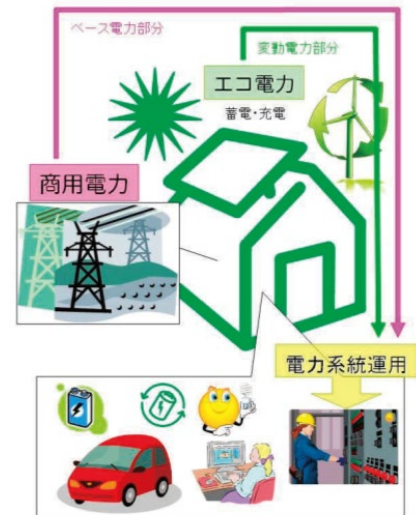 ベース電力部分
変動電力部分
エコ電力
蓄電・充電
商用電力
電力系統運用